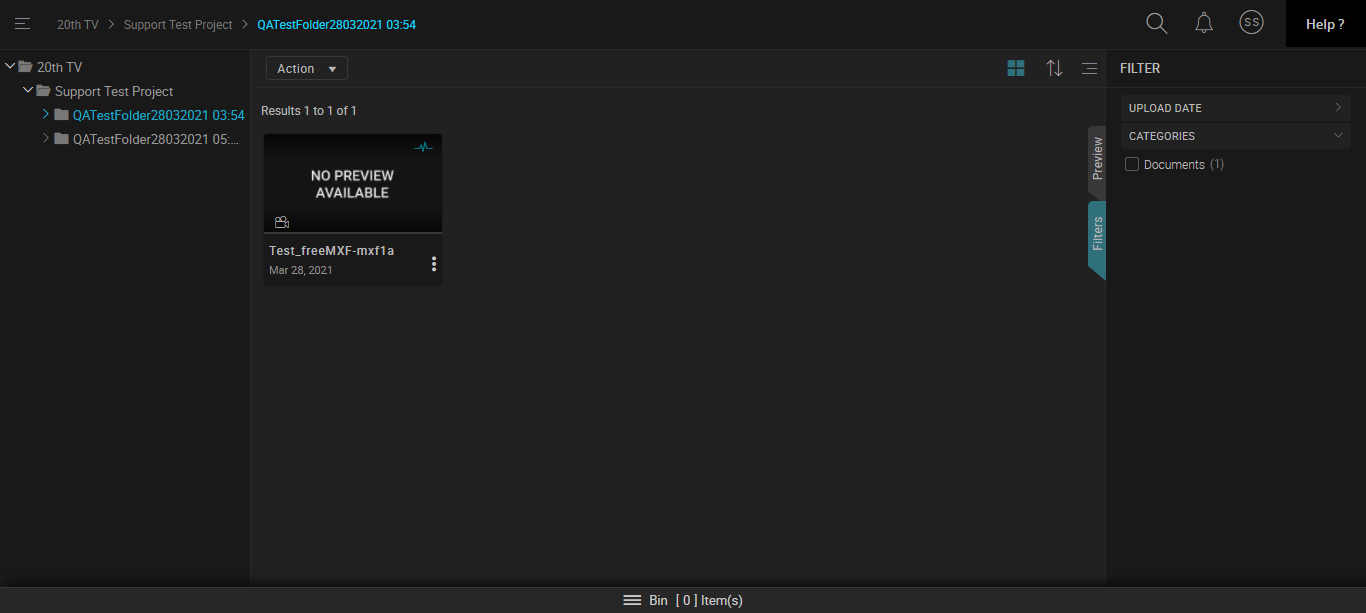 20th TV > Support Test Project > QATestFolder28032021 03:54
SS
Help ?
20th TV
Support Test Project
QATestFolder28032021 03:54
QATestFolder28032021 05:...
Action
Results 1 to 1 of 1
NO PREVIEW
AVAILABLE
Test_freeMXF-mxf1a
Mar 28, 2021
Preview
Filters
FILTER
UPLOAD DATE
CATEGORIES
Documents (1)
Bin [ 0 ] Item(s)